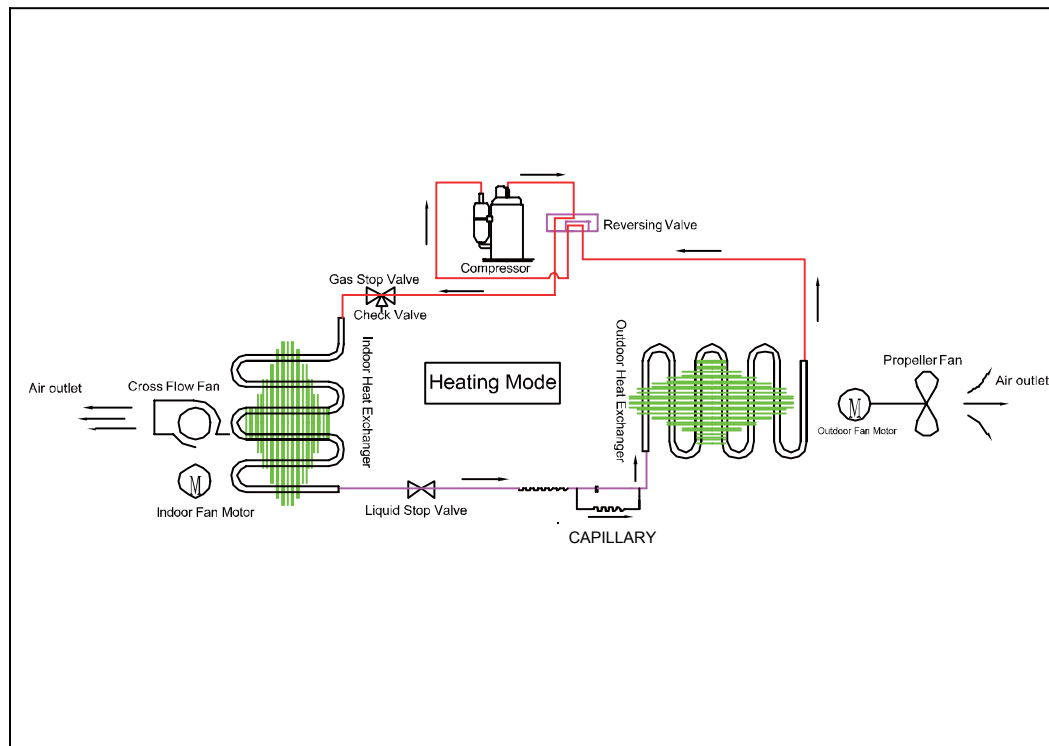 Reversing Valve
Compressor
Gas Stop Valve
Check Valve
Indoor Heat Exchanger
Outdoor Heat Exchanger
Heating Mode
Propeller Fan
Air outlet
Cross Flow Fan
Air outlet
M
Outdoor Fan Motor
M
Indoor Fan Motor
Liquid Stop Valve
CAPILLARY